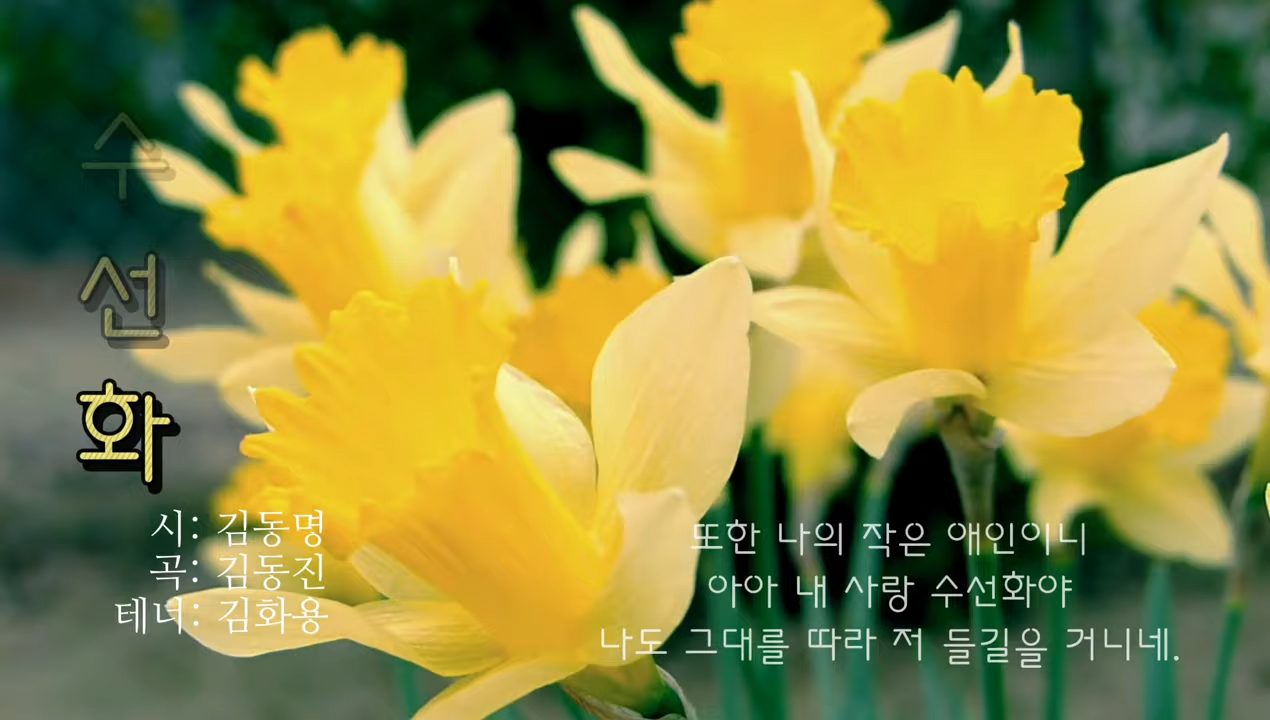 수
선
화
시: 김동명
곡: 김동진
테너: 김화용
또한 나의 작은 애인이니
아아 내 사랑 수선화야
나도 그대를 따라 저 들길을 거니네.